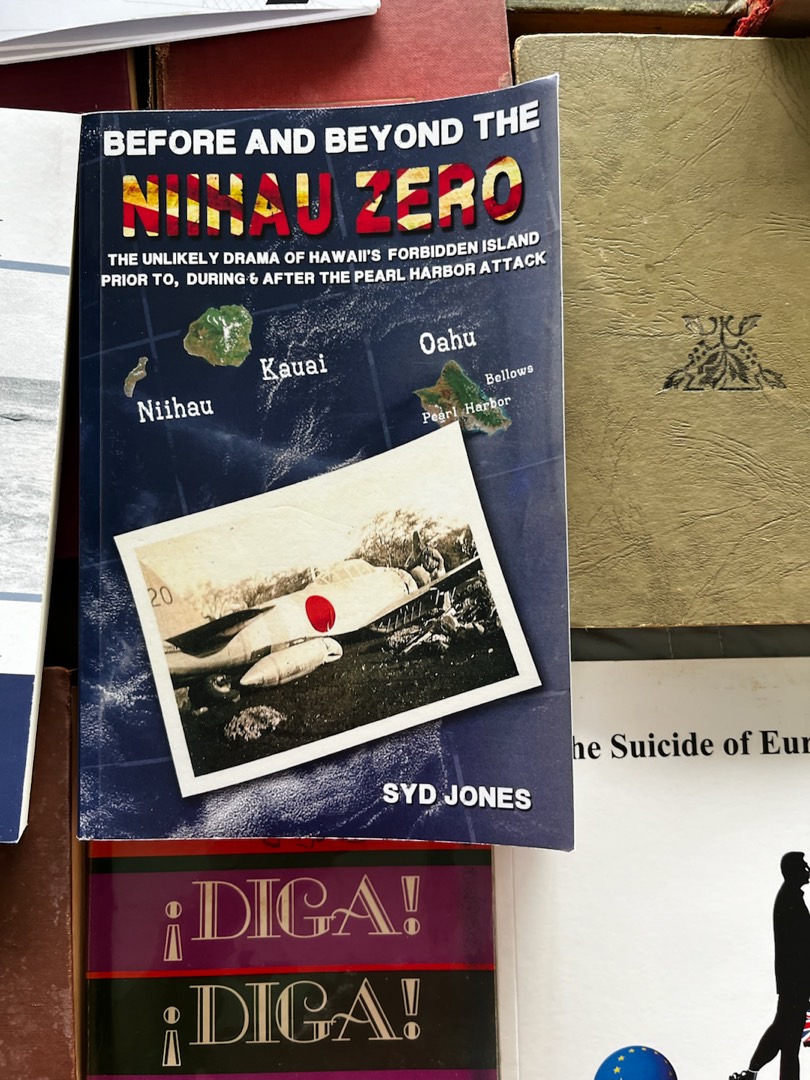 BEFORE AND BEYOND THE
NIIHAU ZERO
THE UNLIKELY DRAMA OF HAWAII'S FORBIDDEN ISLAND
PRIOR TO, DURING & AFTER THE PEARL HARBOR ATTACK
Oahu
Kauai
Bellows
Niihau
Pearl Harbor
20
SYD JONES
he Suicide of Eur
¡DIGA!
¡DIGA!